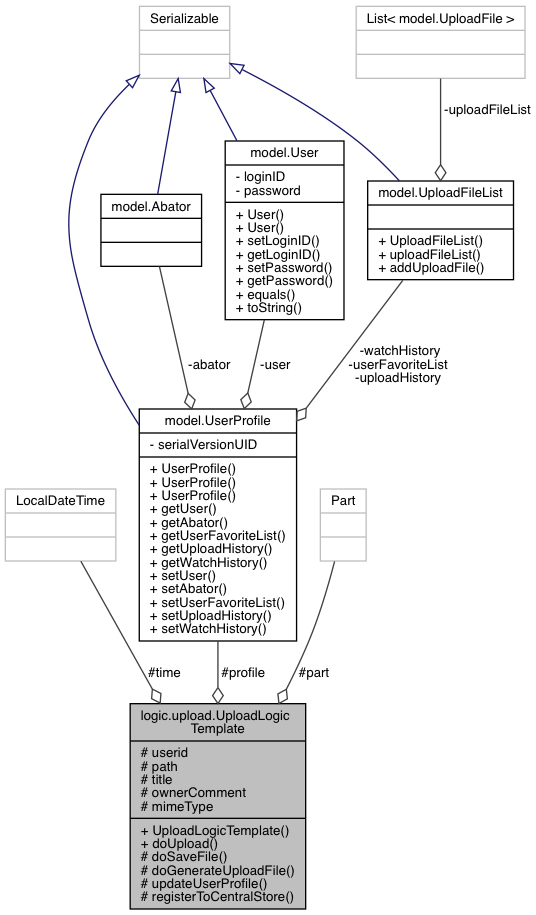 Serializable
List< model.UploadFile >
-uploadFileList
model.User
- loginID
- password
+ User()
+ User()
+ setLoginID()
+ getLoginID()
+ setPassword()
+ getPassword()
+ equals()
+ toString()
model.UploadFileList
+ UploadFileList()
+ uploadFileList()
+ addUploadFile()
model.Abator
-abator
-user
-watchHistory
-userFavoriteList
-uploadHistory
model.UserProfile
- serialVersionUID
+ UserProfile()
+ UserProfile()
+ UserProfile()
+ getUser()
+ getAbator()
+ getUserFavoriteList()
+ getUploadHistory()
+ getWatchHistory()
+ setUser()
+ setAbator()
+ setUserFavoriteList()
+ setUploadHistory()
+ setWatchHistory()
LocalDateTime
Part
#time
#profile
#part
logic.upload.UploadLogic
Template
# userid
# path
# title
# ownerComment
# mimeType
+ UploadLogicTemplate()
+ doUpload()
# doSaveFile()
# doGenerateUploadFile()
# updateUserProfile()
# registerToCentralStore()